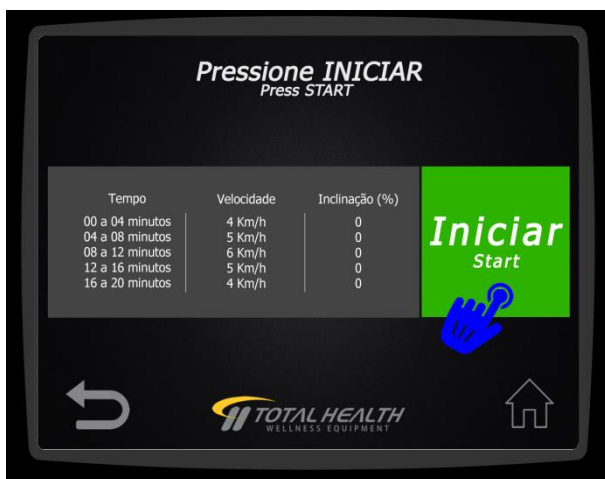 Pressione INICIAR
Press START
Tempo Velocidade Inclinação (%)
00 a 04 minutos 4 Km/h 0
04 a 08 minutos 5 Km/h 0
08 a 12 minutos 6 Km/h 0
12 a 16 minutos 5 Km/h 0
16 a 20 minutos 4 Km/h 0
Iniciar
Start
TOTAL HEALTH
WELLNESS EQUIPMENT